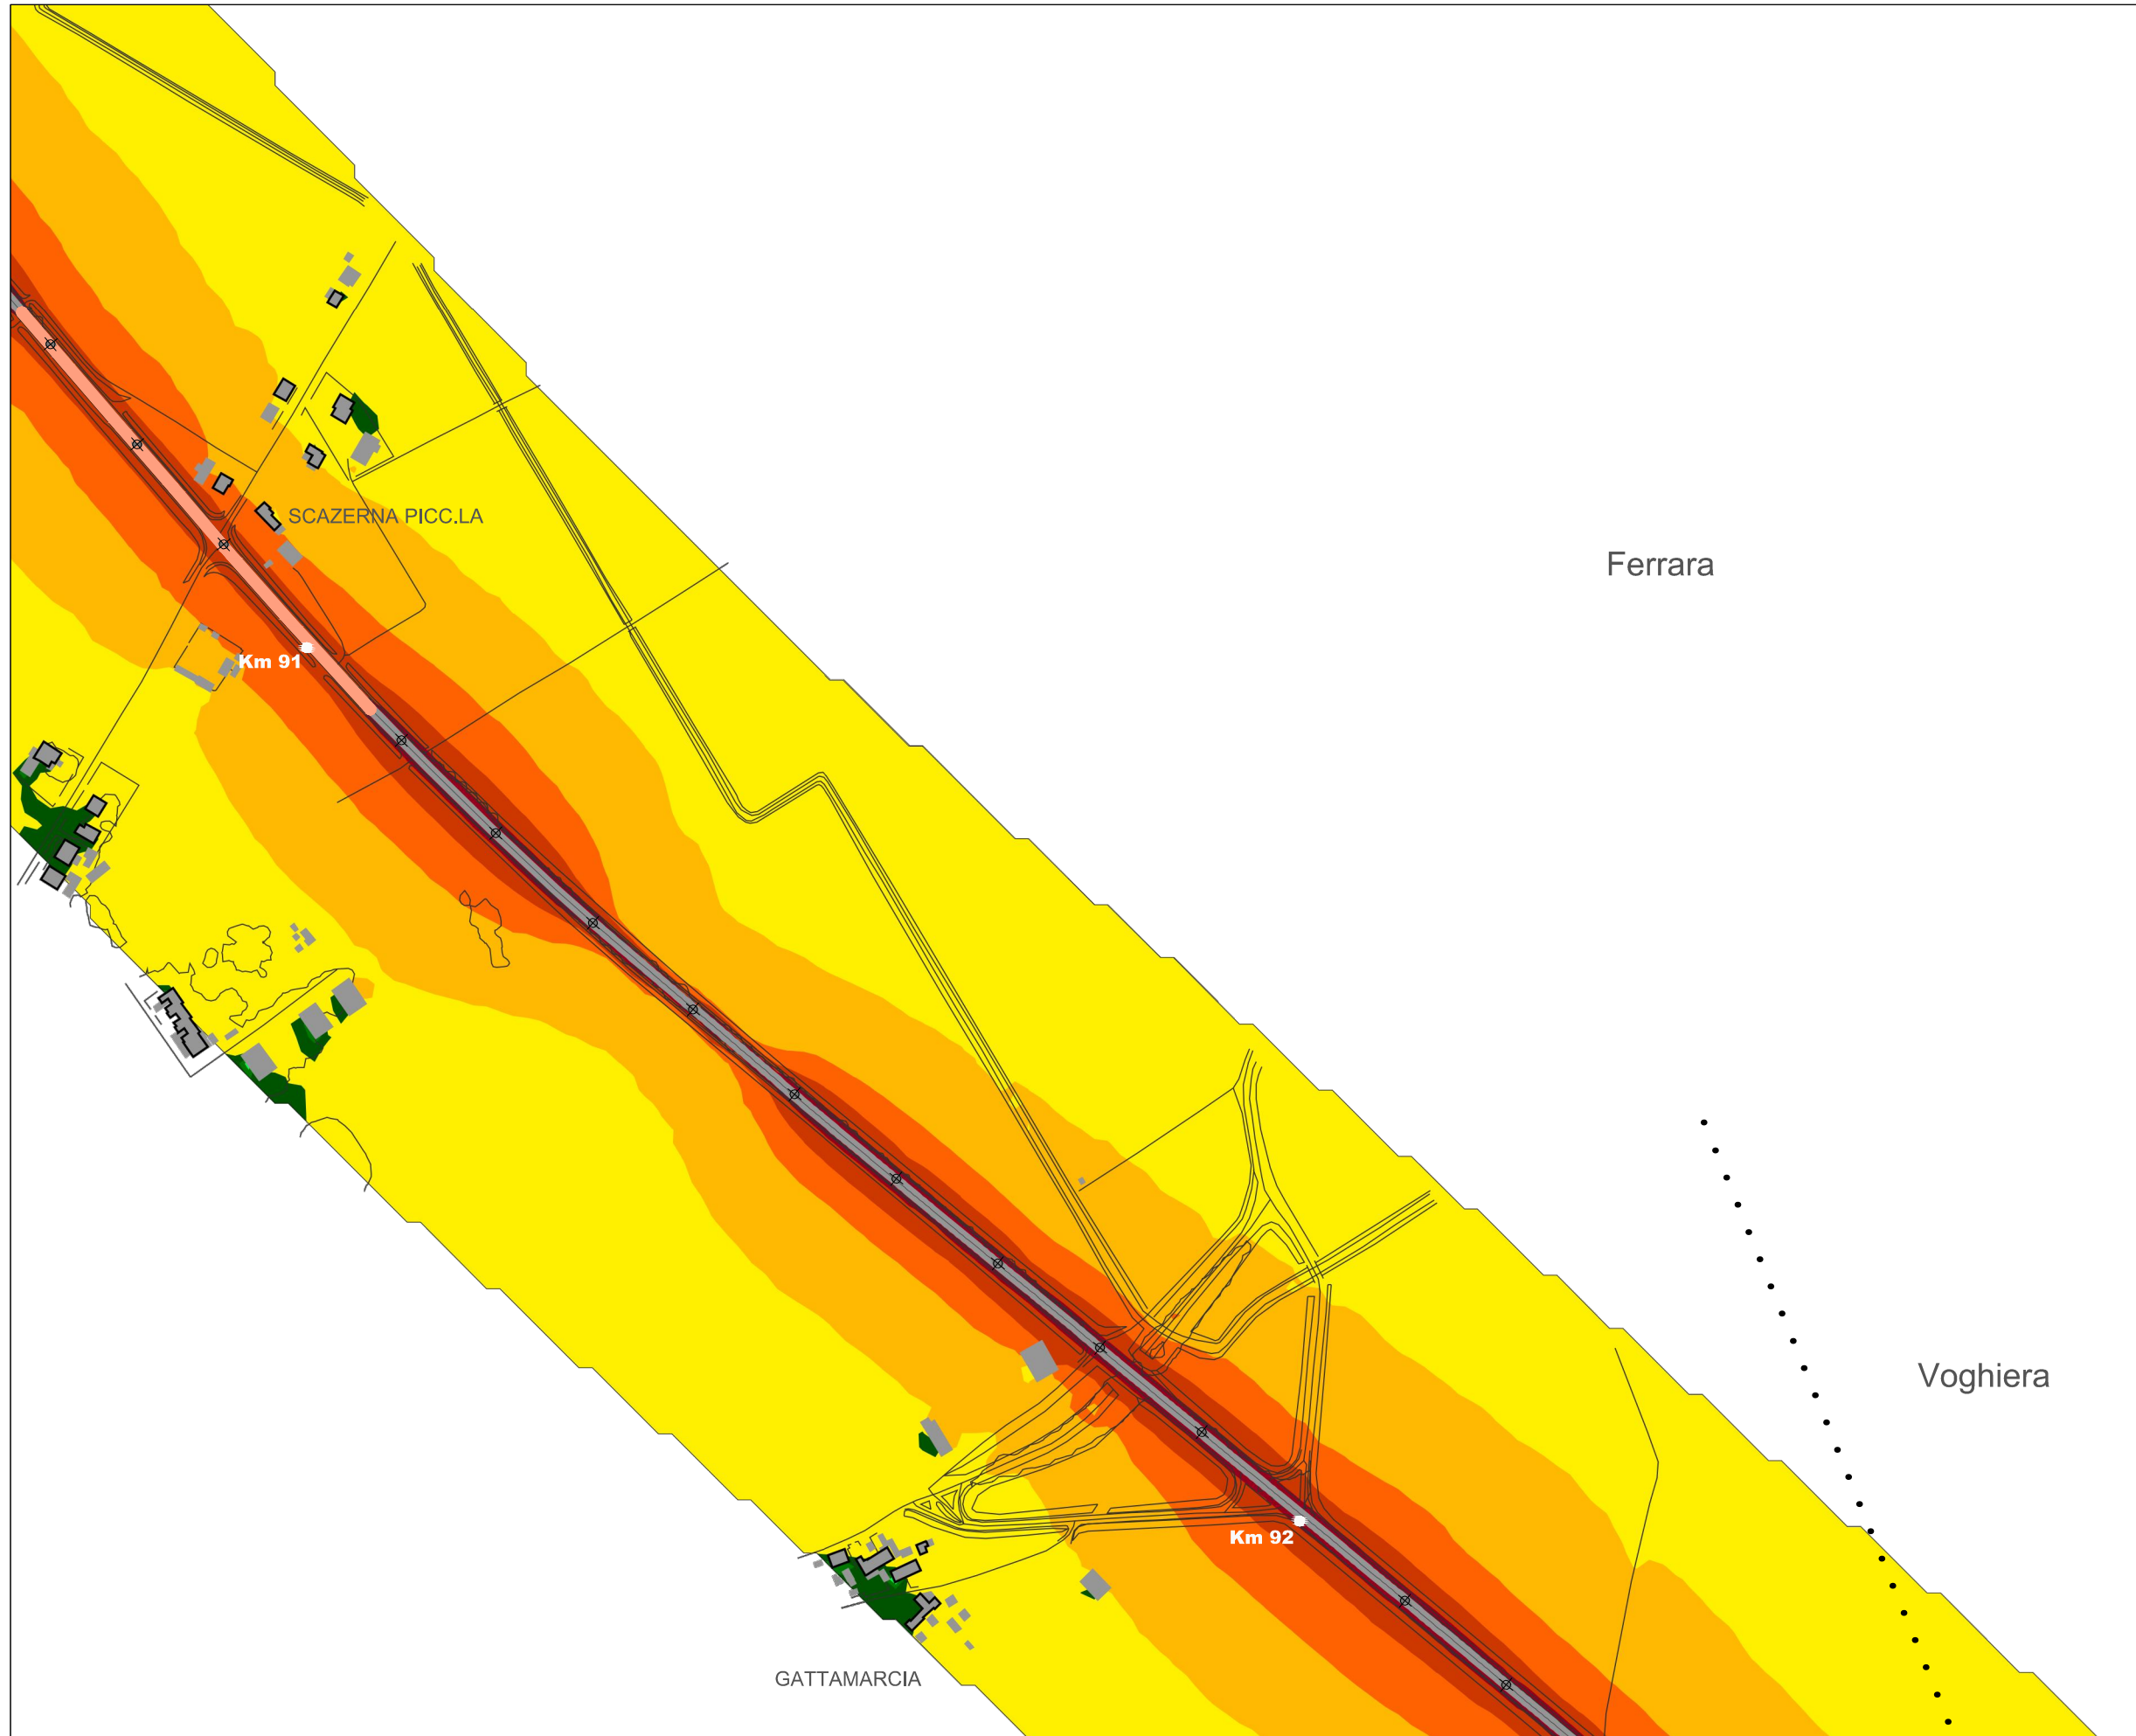 SCAZERNA PICC.LA
Ferrara
Km 91
Voghiera
Km 92
GATTAMARCIA